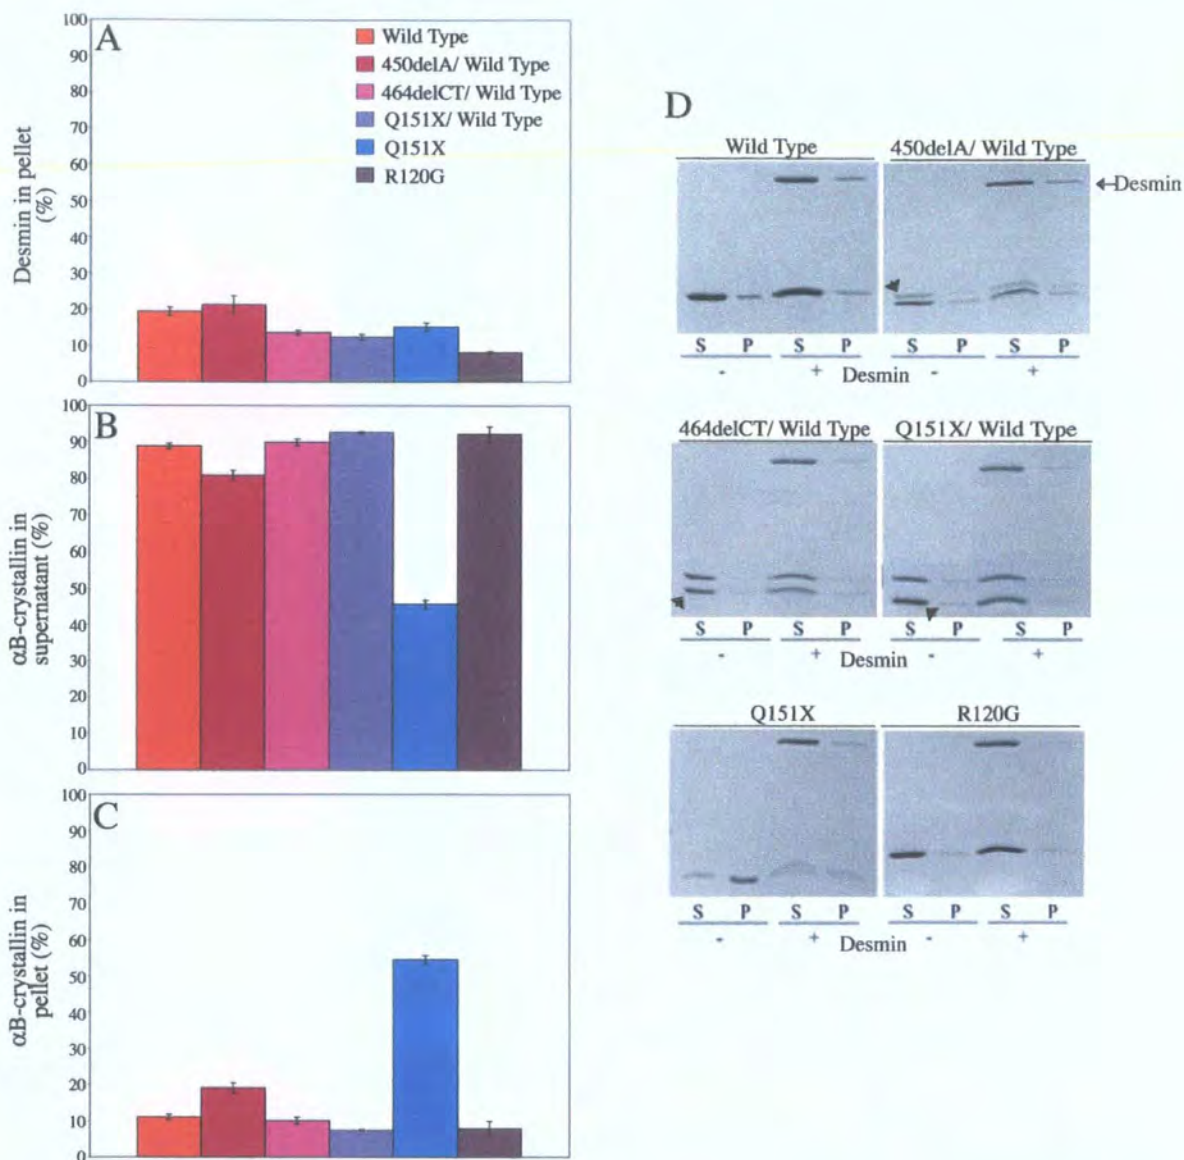 A
100
90
80
70
60
50
40
30
20
10
0
Desmin in pellet
(%)
Wild Type
450delA/ Wild Type
464delCT/ Wild Type
Q151X/ Wild Type
Q151X
R120G
B
100
90
80
70
60
50
40
30
20
10
0
αB-crystallin in
supernatant (%)
C
100
90
80
70
60
50
40
30
20
10
0
αB-crystallin in
pellet (%)
D
Wild Type 450delA/ Wild Type
Desmin
S P S P S P S P
- + Desmin - +
464delCT/ Wild Type Q151X/ Wild Type
S P S P S P S P
- + Desmin - +
Q151X R120G
S P S P S P S P
- + Desmin - +